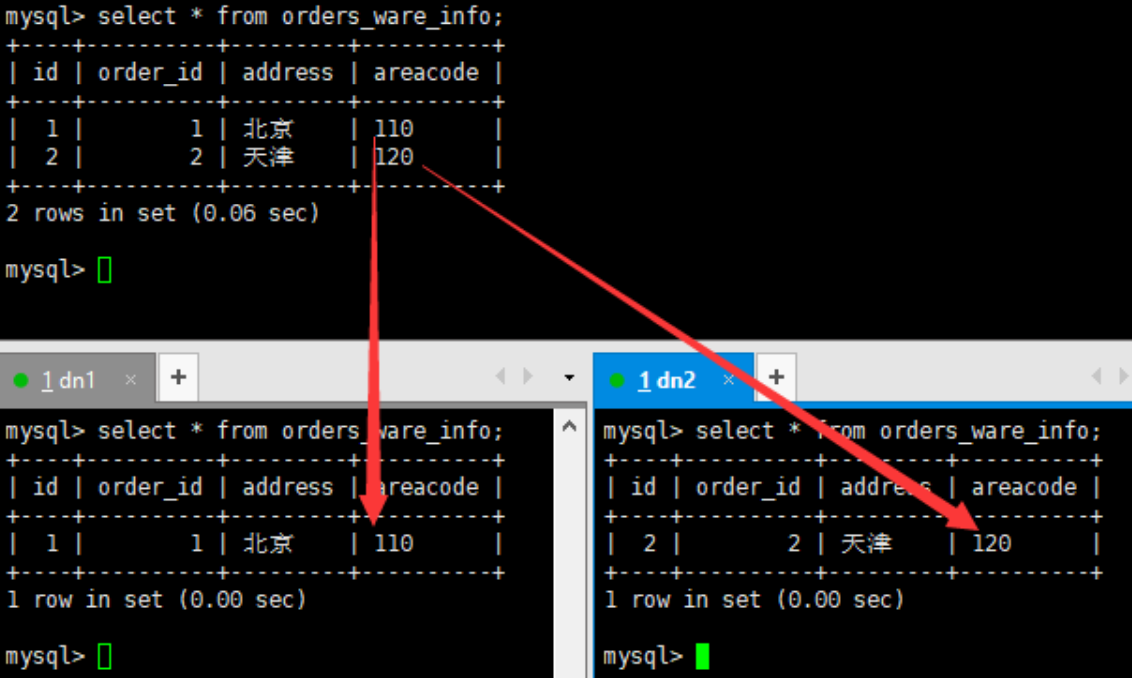 mysql> select * from orders_ware_info;
+----+----------+---------+----------+
| id | order_id | address | areacode |
+----+----------+---------+----------+
|  1 |        1 | 北京    | 110      |
|  2 |        2 | 天津    | 120      |
+----+----------+---------+----------+
2 rows in set (0.06 sec)
mysql>
1 dn1 × +
mysql> select * from orders_ware_info;
+----+----------+---------+----------+
| id | order_id | address | areacode |
+----+----------+---------+----------+
|  1 |        1 | 北京    | 110      |
+----+----------+---------+----------+
1 row in set (0.00 sec)
mysql>
1 dn2 × +
mysql> select * from orders_ware_info;
+----+----------+---------+----------+
| id | order_id | address | areacode |
+----+----------+---------+----------+
|  2 |        2 | 天津    | 120      |
+----+----------+---------+----------+
1 row in set (0.00 sec)
mysql>